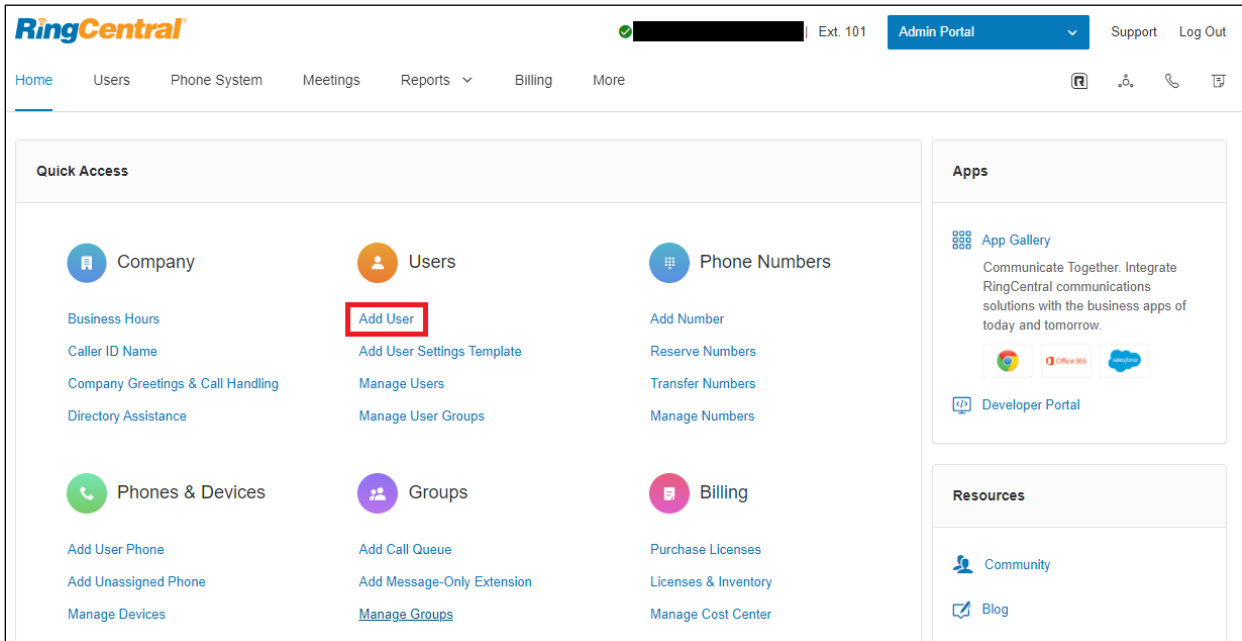 RingCentral
Ext. 101
Admin Portal
Support
Log Out
Home
Users
Phone System
Meetings
Reports
Billing
More
Quick Access
Company
Business Hours
Caller ID Name
Company Greetings & Call Handling
Directory Assistance
Users
Add User
Add User Settings Template
Manage Users
Manage User Groups
Phone Numbers
Add Number
Reserve Numbers
Transfer Numbers
Manage Numbers
Phones & Devices
Add User Phone
Add Unassigned Phone
Manage Devices
Groups
Add Call Queue
Add Message-Only Extension
Manage Groups
Billing
Purchase Licenses
Licenses & Inventory
Manage Cost Center
Apps
App Gallery
Communicate Together. Integrate
RingCentral communications
solutions with the business apps of
today and tomorrow.
Office 365
salesforce
Developer Portal
Resources
Community
Blog